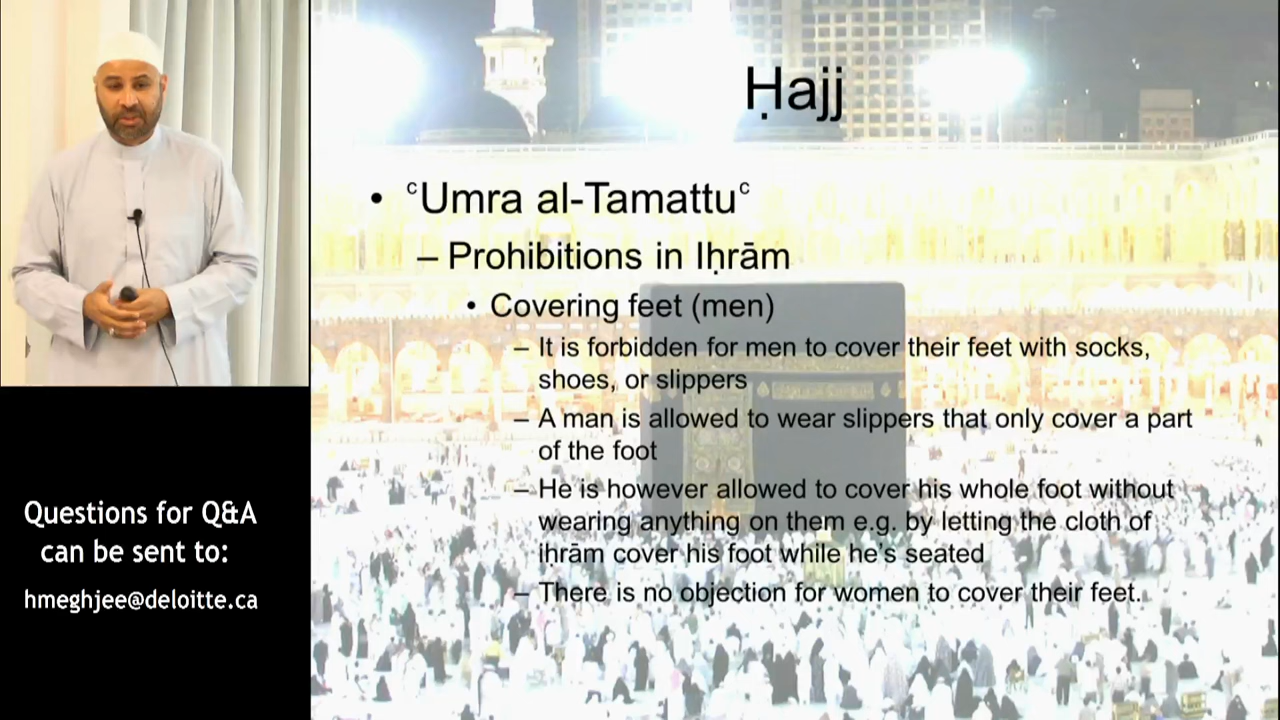 Ḥajj
• ᶜUmra al-Tamattuᶜ
– Prohibitions in Iḥrām
• Covering feet (men)
– It is forbidden for men to cover their feet with socks,
shoes, or slippers
– A man is allowed to wear slippers that only cover a part
of the foot
– He is however allowed to cover his whole foot without
wearing anything on them e.g. by letting the cloth of
iḥrām cover his foot while he's seated
– There is no objection for women to cover their feet.
Questions for Q&A
can be sent to:
hmeghjee@deloitte.ca